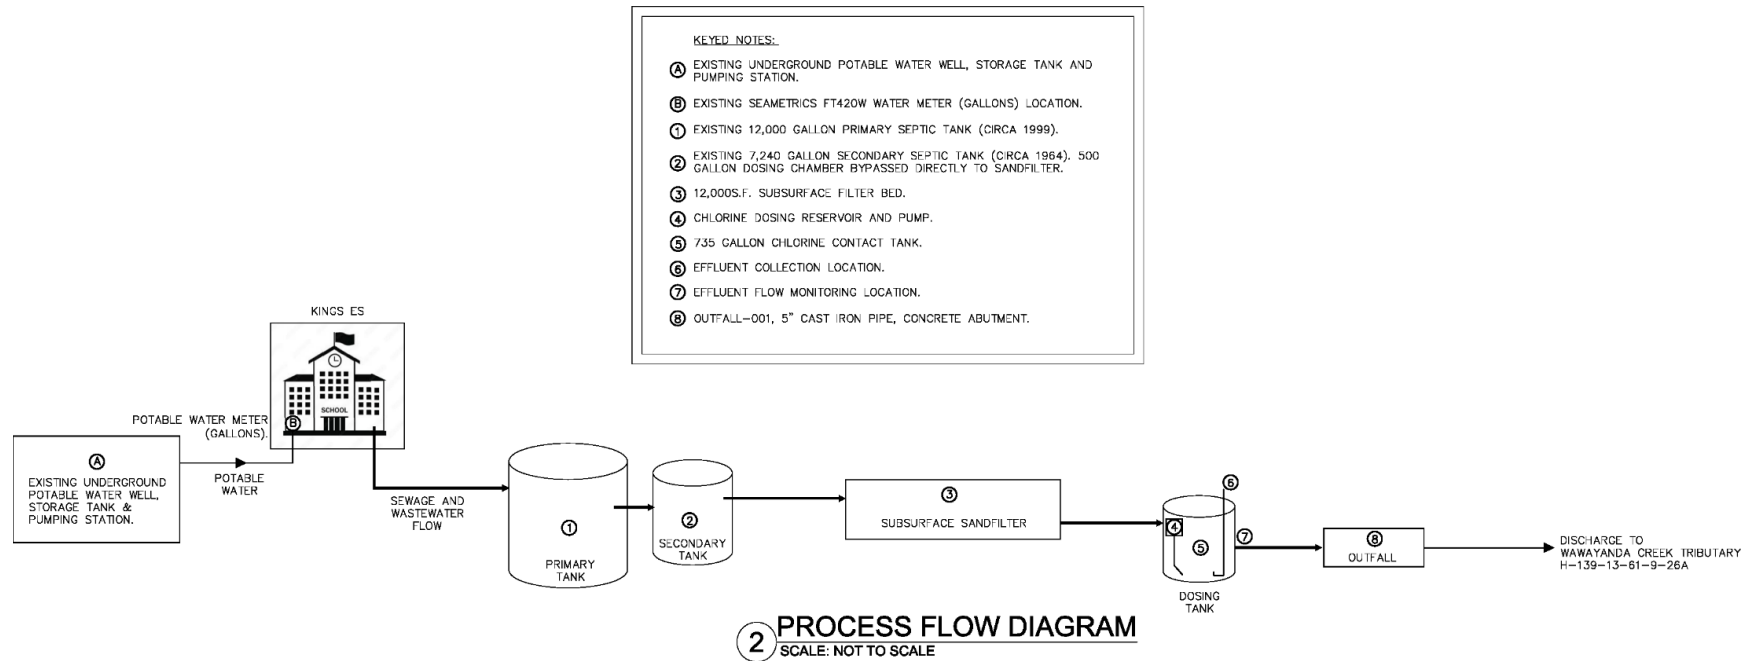 KEYED NOTES:
A EXISTING UNDERGROUND POTABLE WATER WELL, STORAGE TANK AND
PUMPING STATION.
B EXISTING SEAMETRICS FT420W WATER METER (GALLONS) LOCATION.
1 EXISTING 12,000 GALLON PRIMARY SEPTIC TANK (CIRCA 1999).
2 EXISTING 7,240 GALLON SECONDARY SEPTIC TANK (CIRCA 1964). 500
GALLON DOSING CHAMBER BYPASSED DIRECTLY TO SANDFILTER.
3 12,000S.F. SUBSURFACE FILTER BED.
4 CHLORINE DOSING RESERVOIR AND PUMP.
5 735 GALLON CHLORINE CONTACT TANK.
6 EFFLUENT COLLECTION LOCATION.
7 EFFLUENT FLOW MONITORING LOCATION.
8 OUTFALL-001, 5" CAST IRON PIPE, CONCRETE ABUTMENT.
KINGS ES
SCHOOL
B
POTABLE WATER METER
(GALLONS).
A
EXISTING UNDERGROUND
POTABLE WATER WELL,
STORAGE TANK &
PUMPING STATION.
POTABLE
WATER
SEWAGE AND
WASTEWATER
FLOW
1
PRIMARY
TANK
2
SECONDARY
TANK
3
SUBSURFACE SANDFILTER
4
5
6
7
DOSING
TANK
8
OUTFALL
DISCHARGE TO
WAWAYANDA CREEK TRIBUTARY
H-139-13-61-9-26A
2 PROCESS FLOW DIAGRAM
SCALE: NOT TO SCALE